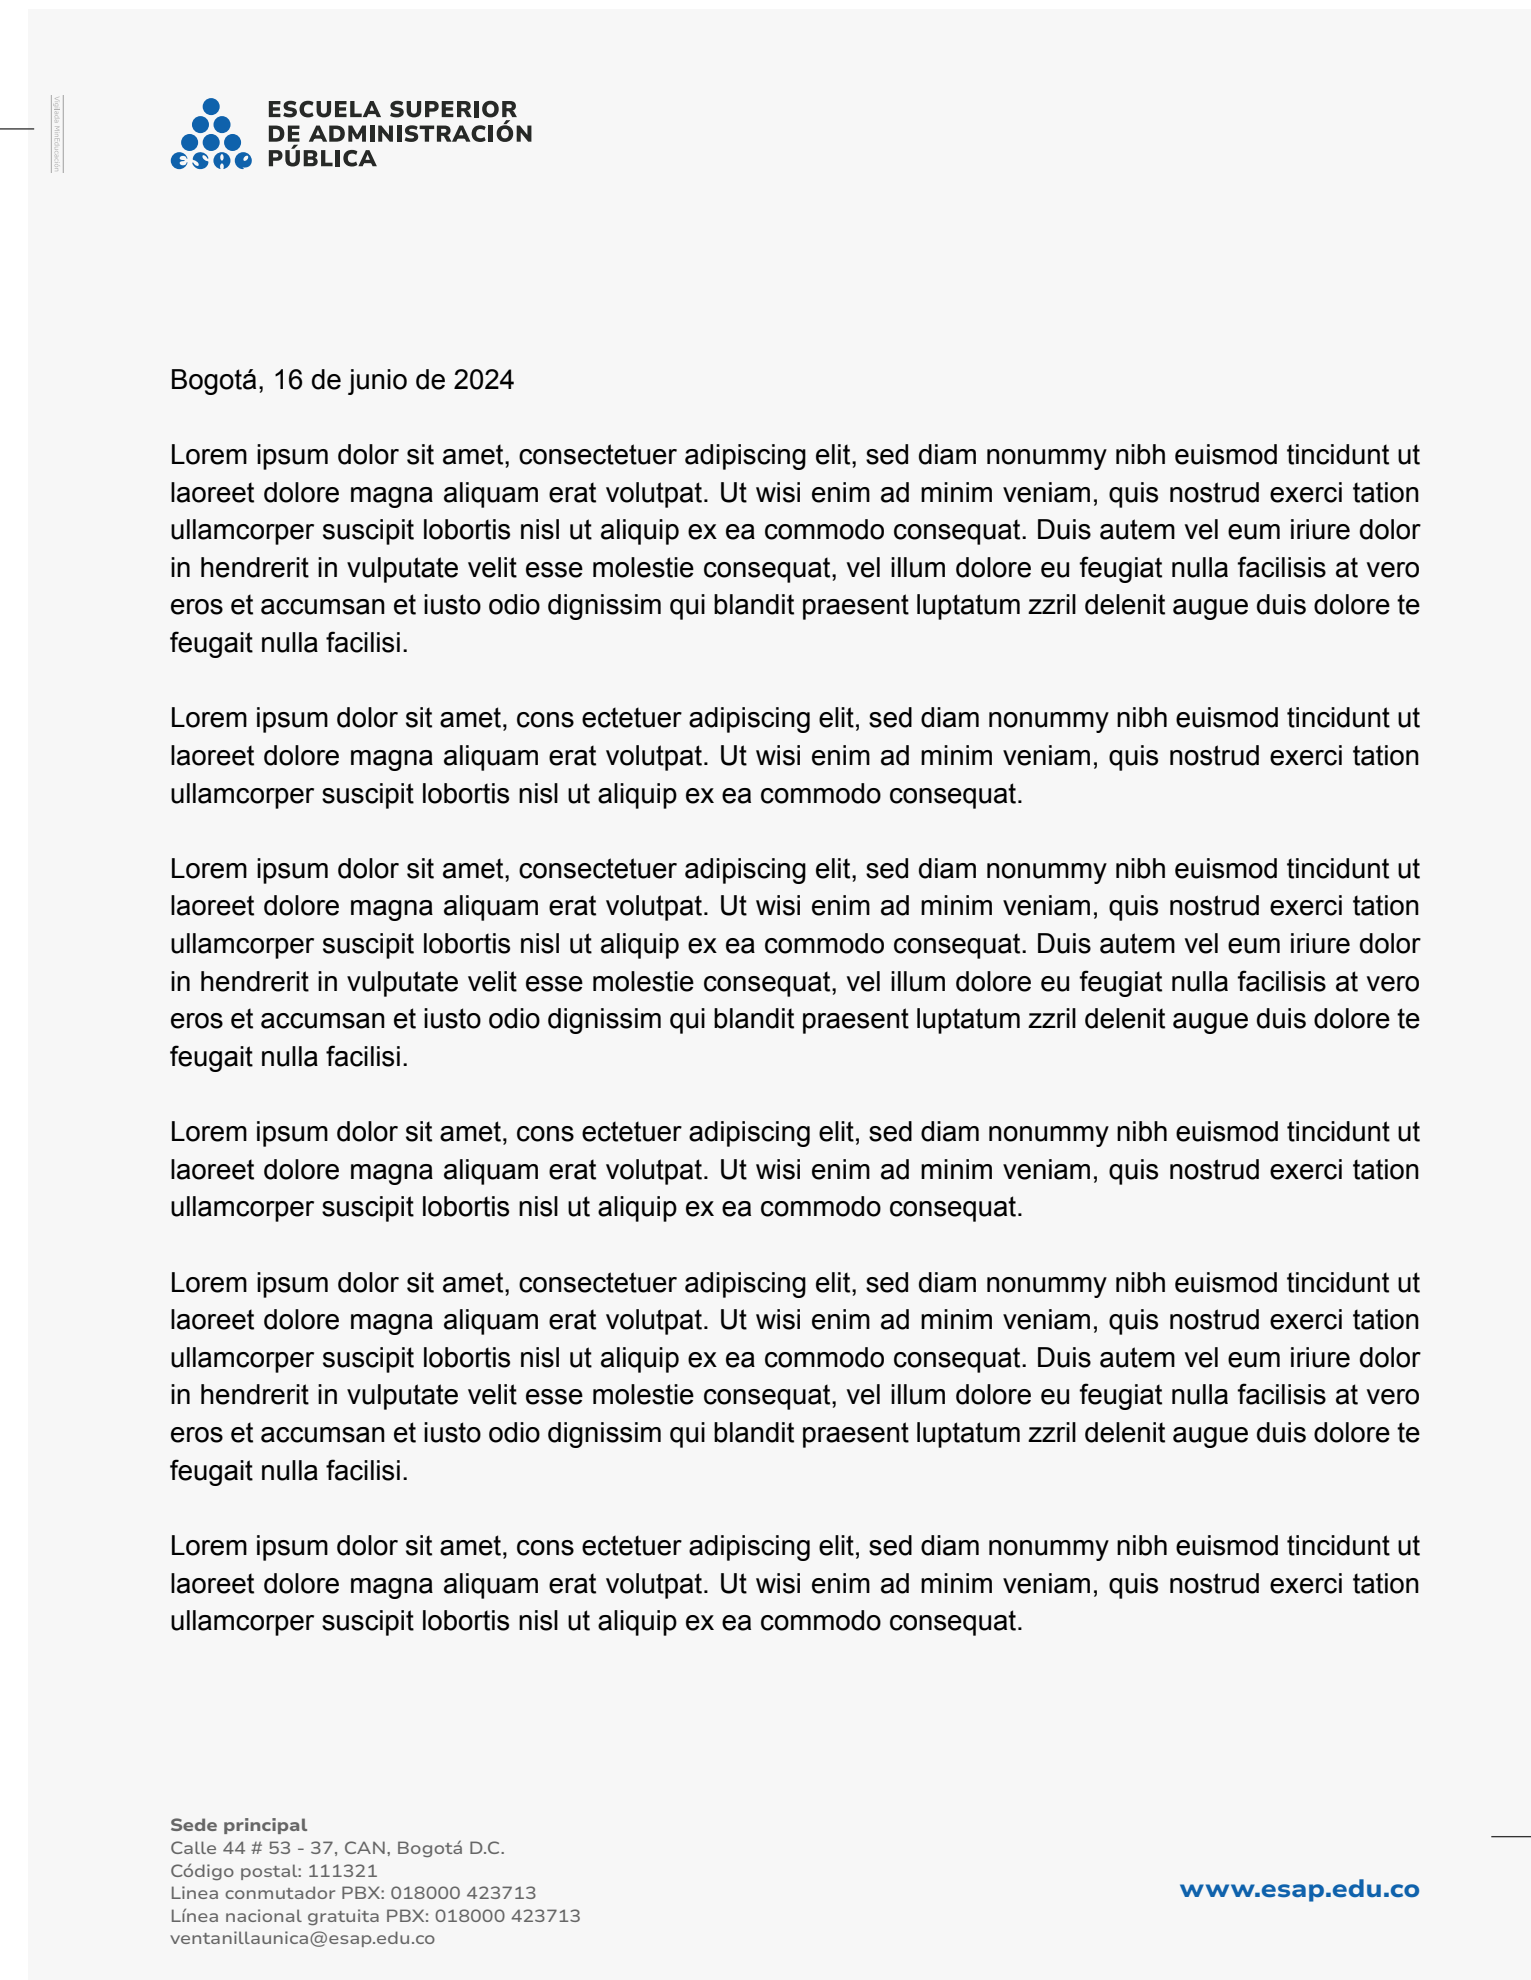 Vigilada MinEducación
ESCUELA SUPERIOR
DE ADMINISTRACIÓN
PÚBLICA
esap
Bogotá, 16 de junio de 2024
Lorem ipsum dolor sit amet, consectetuer adipiscing elit, sed diam nonummy nibh euismod tincidunt ut
laoreet dolore magna aliquam erat volutpat. Ut wisi enim ad minim veniam, quis nostrud exerci tation
ullamcorper suscipit lobortis nisl ut aliquip ex ea commodo consequat. Duis autem vel eum iriure dolor
in hendrerit in vulputate velit esse molestie consequat, vel illum dolore eu feugiat nulla facilisis at vero
eros et accumsan et iusto odio dignissim qui blandit praesent luptatum zzril delenit augue duis dolore te
feugait nulla facilisi.
Lorem ipsum dolor sit amet, cons ectetuer adipiscing elit, sed diam nonummy nibh euismod tincidunt ut
laoreet dolore magna aliquam erat volutpat. Ut wisi enim ad minim veniam, quis nostrud exerci tation
ullamcorper suscipit lobortis nisl ut aliquip ex ea commodo consequat.
Lorem ipsum dolor sit amet, consectetuer adipiscing elit, sed diam nonummy nibh euismod tincidunt ut
laoreet dolore magna aliquam erat volutpat. Ut wisi enim ad minim veniam, quis nostrud exerci tation
ullamcorper suscipit lobortis nisl ut aliquip ex ea commodo consequat. Duis autem vel eum iriure dolor
in hendrerit in vulputate velit esse molestie consequat, vel illum dolore eu feugiat nulla facilisis at vero
eros et accumsan et iusto odio dignissim qui blandit praesent luptatum zzril delenit augue duis dolore te
feugait nulla facilisi.
Lorem ipsum dolor sit amet, cons ectetuer adipiscing elit, sed diam nonummy nibh euismod tincidunt ut
laoreet dolore magna aliquam erat volutpat. Ut wisi enim ad minim veniam, quis nostrud exerci tation
ullamcorper suscipit lobortis nisl ut aliquip ex ea commodo consequat.
Lorem ipsum dolor sit amet, consectetuer adipiscing elit, sed diam nonummy nibh euismod tincidunt ut
laoreet dolore magna aliquam erat volutpat. Ut wisi enim ad minim veniam, quis nostrud exerci tation
ullamcorper suscipit lobortis nisl ut aliquip ex ea commodo consequat. Duis autem vel eum iriure dolor
in hendrerit in vulputate velit esse molestie consequat, vel illum dolore eu feugiat nulla facilisis at vero
eros et accumsan et iusto odio dignissim qui blandit praesent luptatum zzril delenit augue duis dolore te
feugait nulla facilisi.
Lorem ipsum dolor sit amet, cons ectetuer adipiscing elit, sed diam nonummy nibh euismod tincidunt ut
laoreet dolore magna aliquam erat volutpat. Ut wisi enim ad minim veniam, quis nostrud exerci tation
ullamcorper suscipit lobortis nisl ut aliquip ex ea commodo consequat.
Sede principal
Calle 44 # 53 - 37, CAN, Bogotá D.C.
Código postal: 111321
Linea conmutador PBX: 018000 423713
Línea nacional gratuita PBX: 018000 423713
ventanillaunica@esap.edu.co
www.esap.edu.co